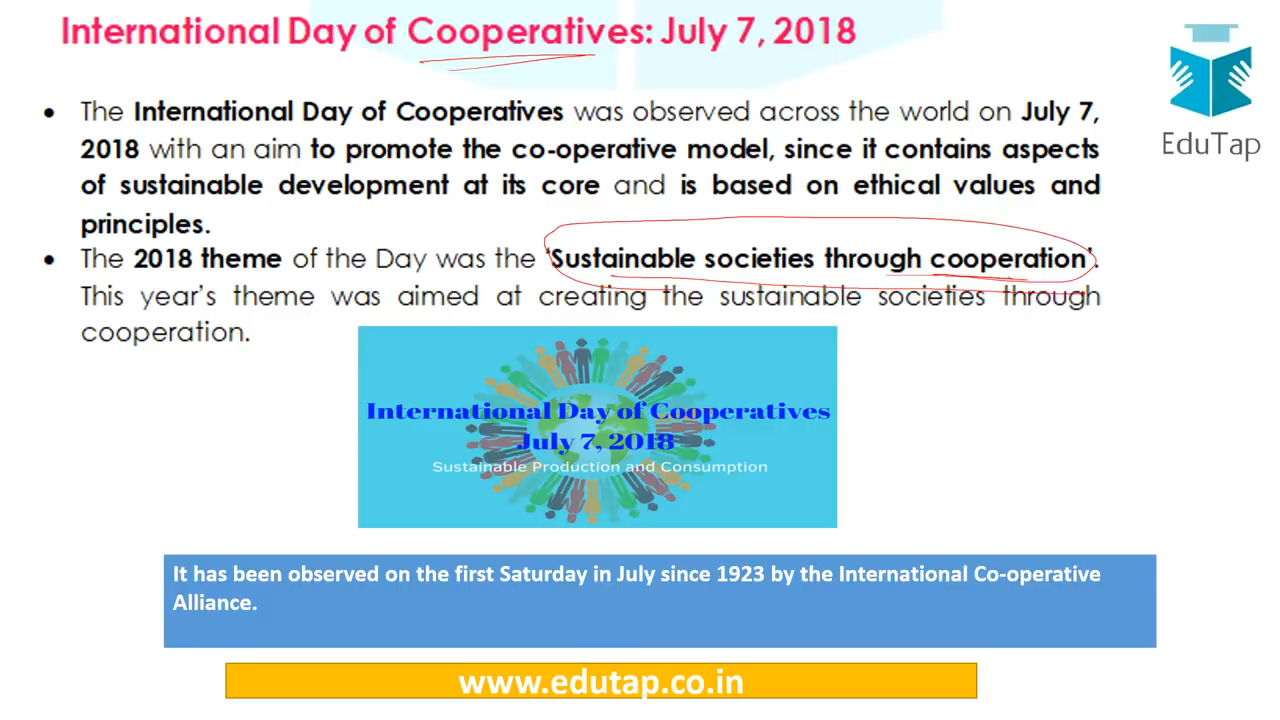 International Day of Cooperatives: July 7, 2018
EduTap
• The International Day of Cooperatives was observed across the world on July 7,
2018 with an aim to promote the co-operative model, since it contains aspects
of sustainable development at its core and is based on ethical values and
principles.
• The 2018 theme of the Day was the 'Sustainable societies through cooperation'.
This year's theme was aimed at creating the sustainable societies through
cooperation.
International Day of Cooperatives
July 7, 2018
Sustainable Production and Consumption
It has been observed on the first Saturday in July since 1923 by the International Co-operative
Alliance.
www.edutap.co.in